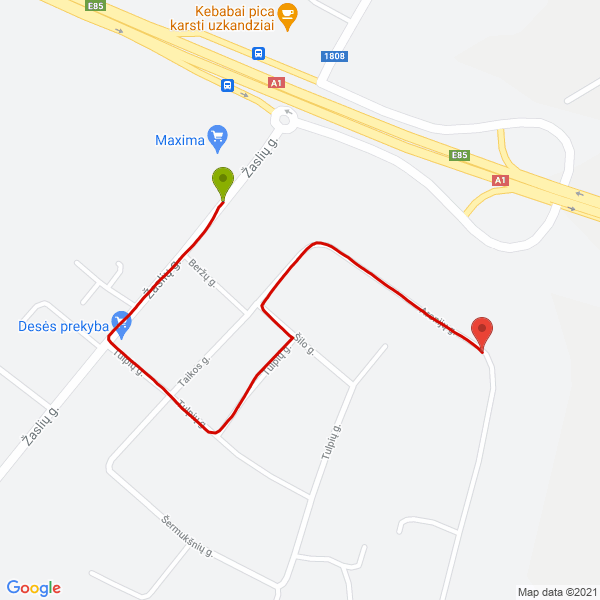 E85
Kebabai pica
karsti uzkandziai
1808
A1
Maxima
Žaslių g.
E85
A1
Beržų g.
Žaslių g.
Aronijų g.
Desės prekyba
Tulpių g.
Šilo g.
Taikos g.
Tulpių g.
Tulpių g.
Žaslių g.
Tulpių g.
Šermukšnių g.
Google
Map data ©2021